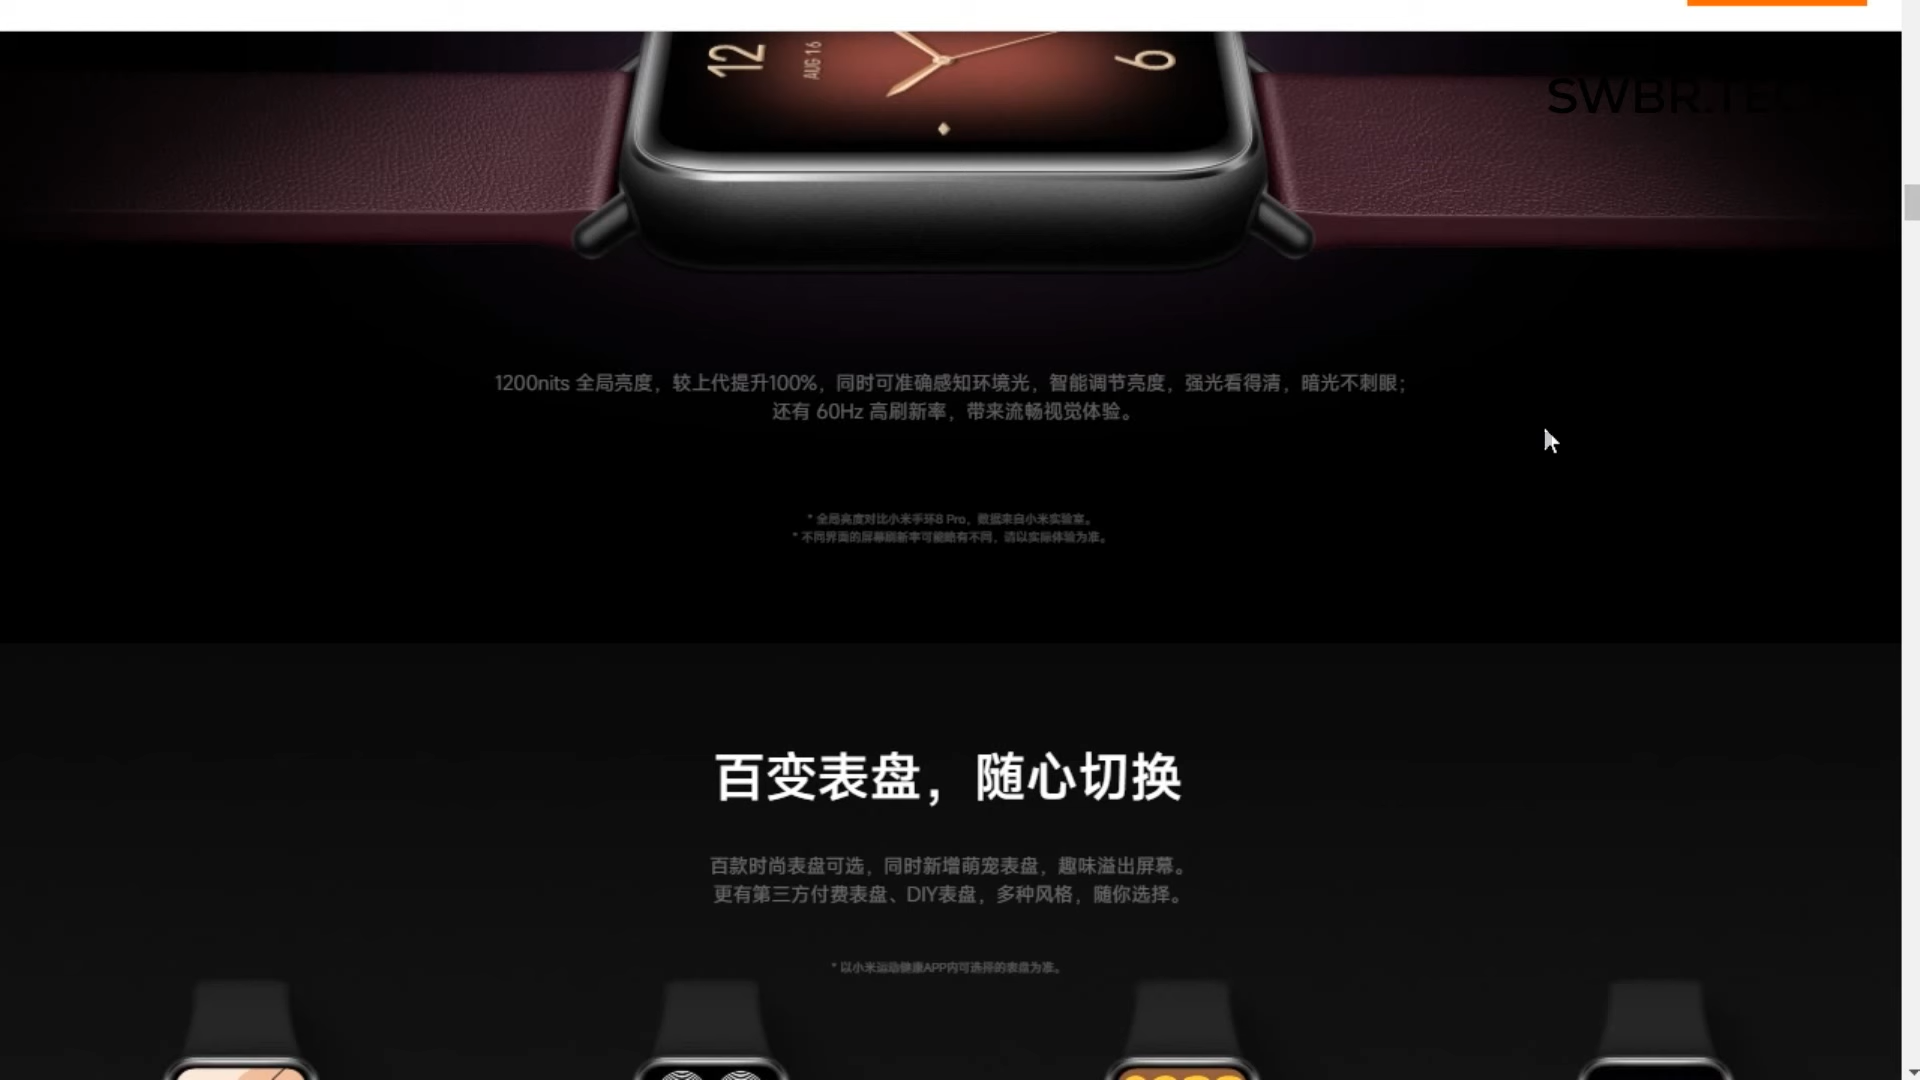 12
AUG 16
6
SWBR.TECH
1200nits 全局亮度，较上代提升100%，同时可准确感知环境光，智能调节亮度，强光看得清，暗光不刺眼；
还有 60Hz 高刷新率，带来流畅视觉体验。
* 全局亮度对比小米手环8 Pro，数据来自小米实验室。
* 不同界面的屏幕刷新率可能略有不同，请以实际体验为准。
百变表盘，随心切换
百款时尚表盘可选，同时新增萌宠表盘，趣味溢出屏幕。
更有第三方付费表盘、DIY表盘，多种风格，随你选择。
* 以小米运动健康APP内可选择的表盘为准。